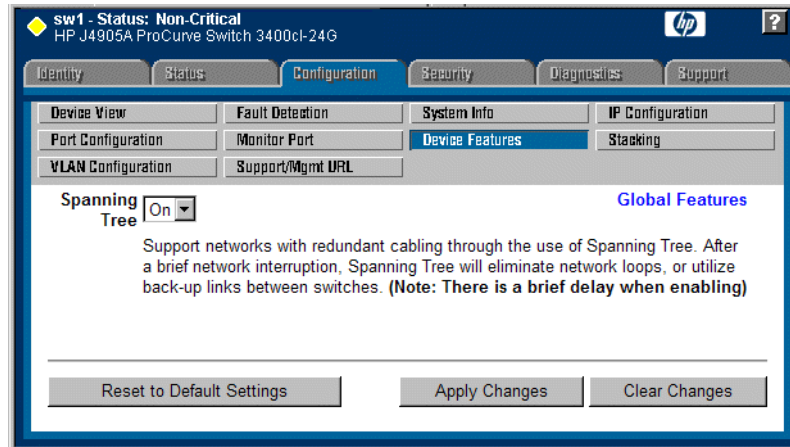 sw1 - Status: Non-Critical
HP J4905A ProCurve Switch 3400cl-24G
hp
?
Identity Status Configuration Security Diagnostics Support
Device View Fault Detection System Info IP Configuration
Port Configuration Monitor Port Device Features Stacking
VLAN Configuration Support/Mgmt URL
Spanning Tree On Global Features
Support networks with redundant cabling through the use of Spanning Tree. After
a brief network interruption, Spanning Tree will eliminate network loops, or utilize
back-up links between switches. (Note: There is a brief delay when enabling)
Reset to Default Settings Apply Changes Clear Changes